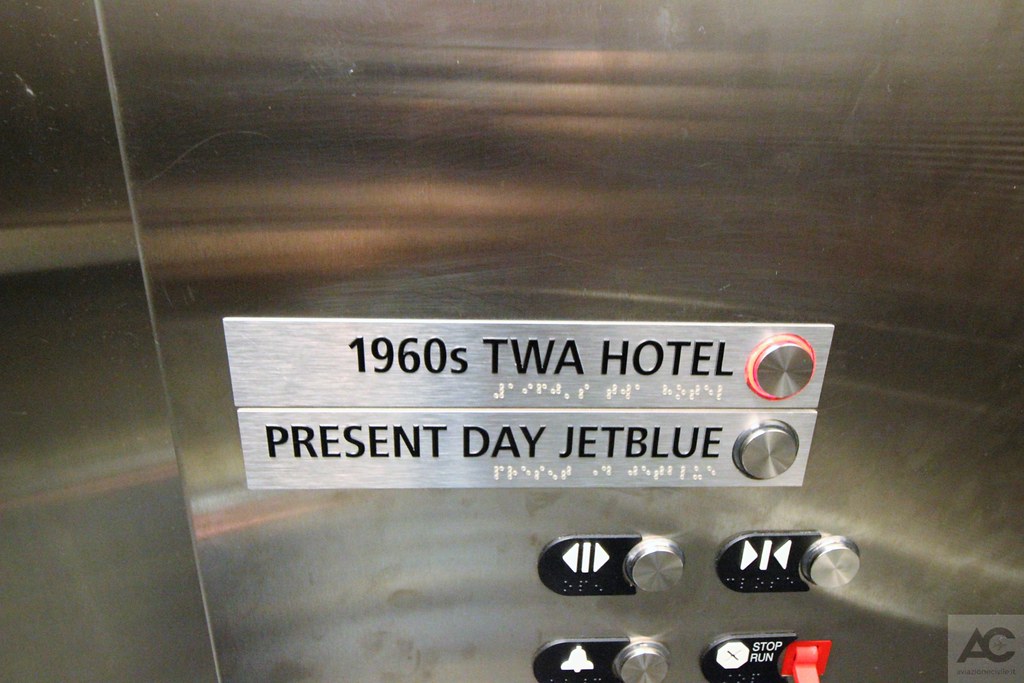 1960s TWA HOTEL
PRESENT DAY JETBLUE
STOP
RUN
AC